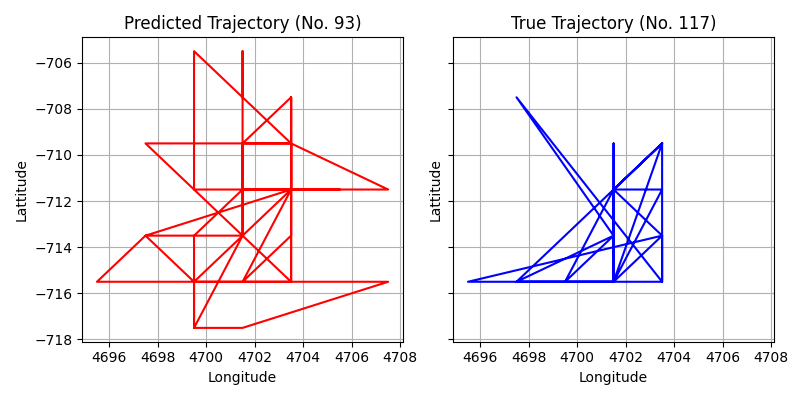 Predicted Trajectory (No. 93)
True Trajectory (No. 117)
−706
−708
−710
−712
−714
−716
−718
Lattitude
Lattitude
4696 4698 4700 4702 4704 4706 4708
4696 4698 4700 4702 4704 4706 4708
Longitude
Longitude